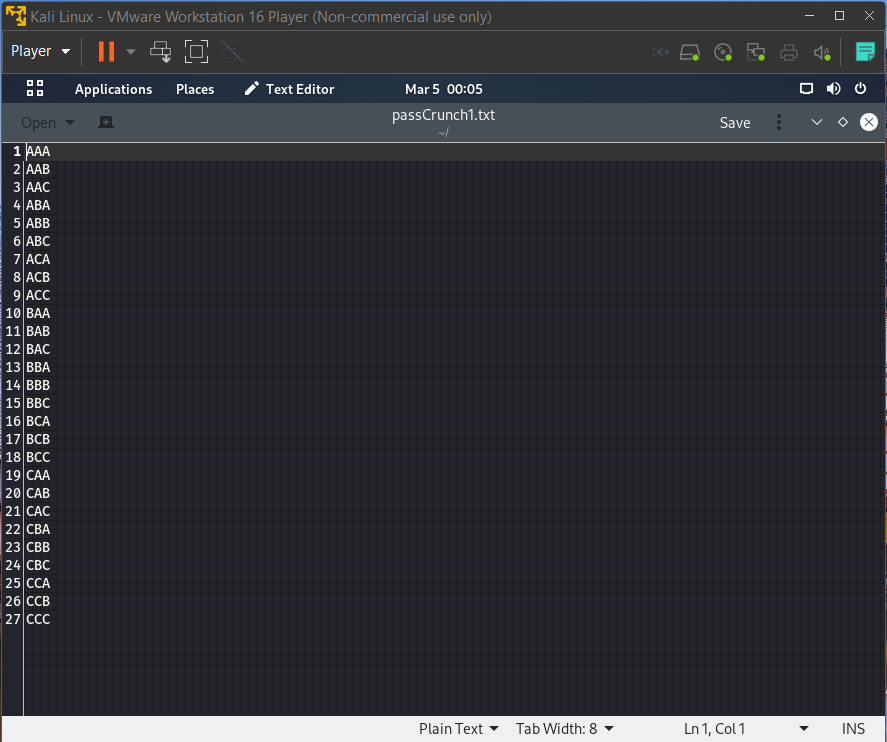 Kali Linux - VMware Workstation 16 Player (Non-commercial use only)
Player
Applications Places Text Editor Mar 5 00:05
Open passCrunch1.txt Save
~/
1 AAA
2 AAB
3 AAC
4 ABA
5 ABB
6 ABC
7 ACA
8 ACB
9 ACC
10 BAA
11 BAB
12 BAC
13 BBA
14 BBB
15 BBC
16 BCA
17 BCB
18 BCC
19 CAA
20 CAB
21 CAC
22 CBA
23 CBB
24 CBC
25 CCA
26 CCB
27 CCC
Plain Text Tab Width: 8 Ln 1, Col 1 INS